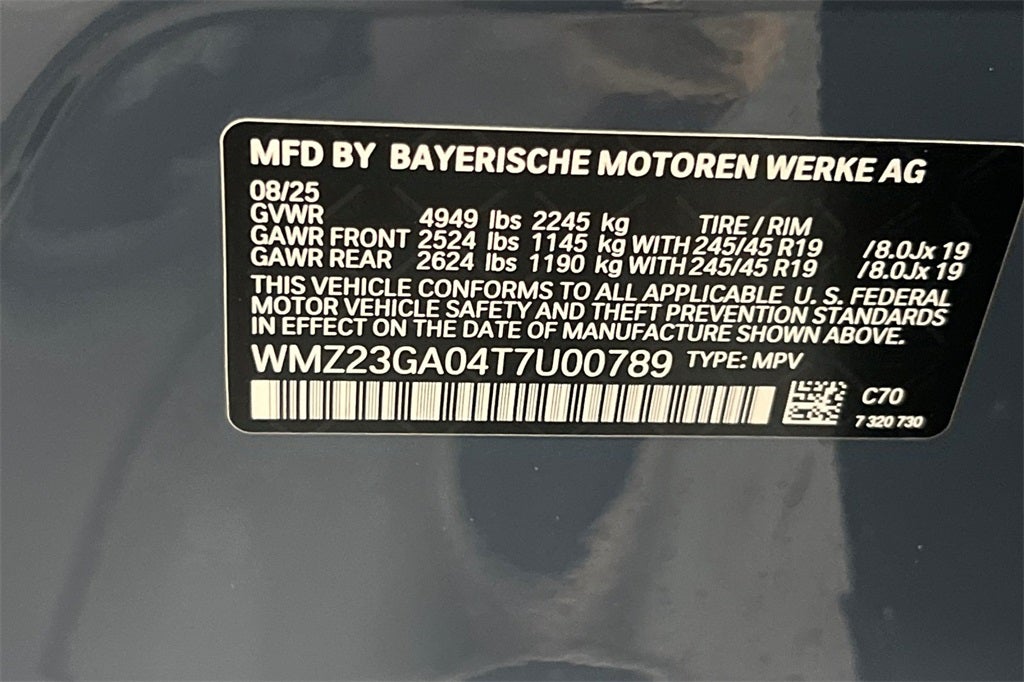 MFD BY BAYERISCHE MOTOREN WERKE AG
08/25
GVWR 4949 lbs 2245 kg TIRE / RIM
GAWR FRONT 2524 lbs 1145 kg WITH 245/45 R19 /8.0Jx 19
GAWR REAR 2624 lbs 1190 kg WITH 245/45 R19 /8.0Jx 19
THIS VEHICLE CONFORMS TO ALL APPLICABLE U. S. FEDERAL
MOTOR VEHICLE SAFETY AND THEFT PREVENTION STANDARDS
IN EFFECT ON THE DATE OF MANUFACTURE SHOWN ABOVE.
WMZ23GA04T7U00789 TYPE: MPV
C70
7 320 730